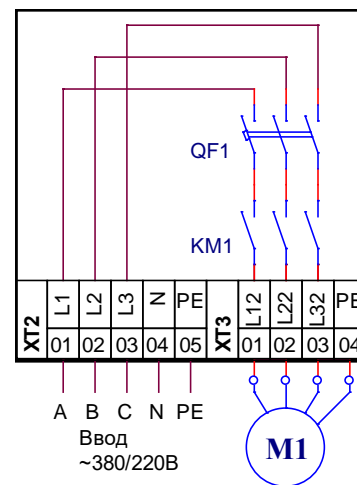 QF1
KM1
XT2 L1 L2 L3 N PE XT3 L12 L22 L32 PE
01 02 03 04 05 01 02 03 04
A B C N PE
Ввод
~380/220В
M1